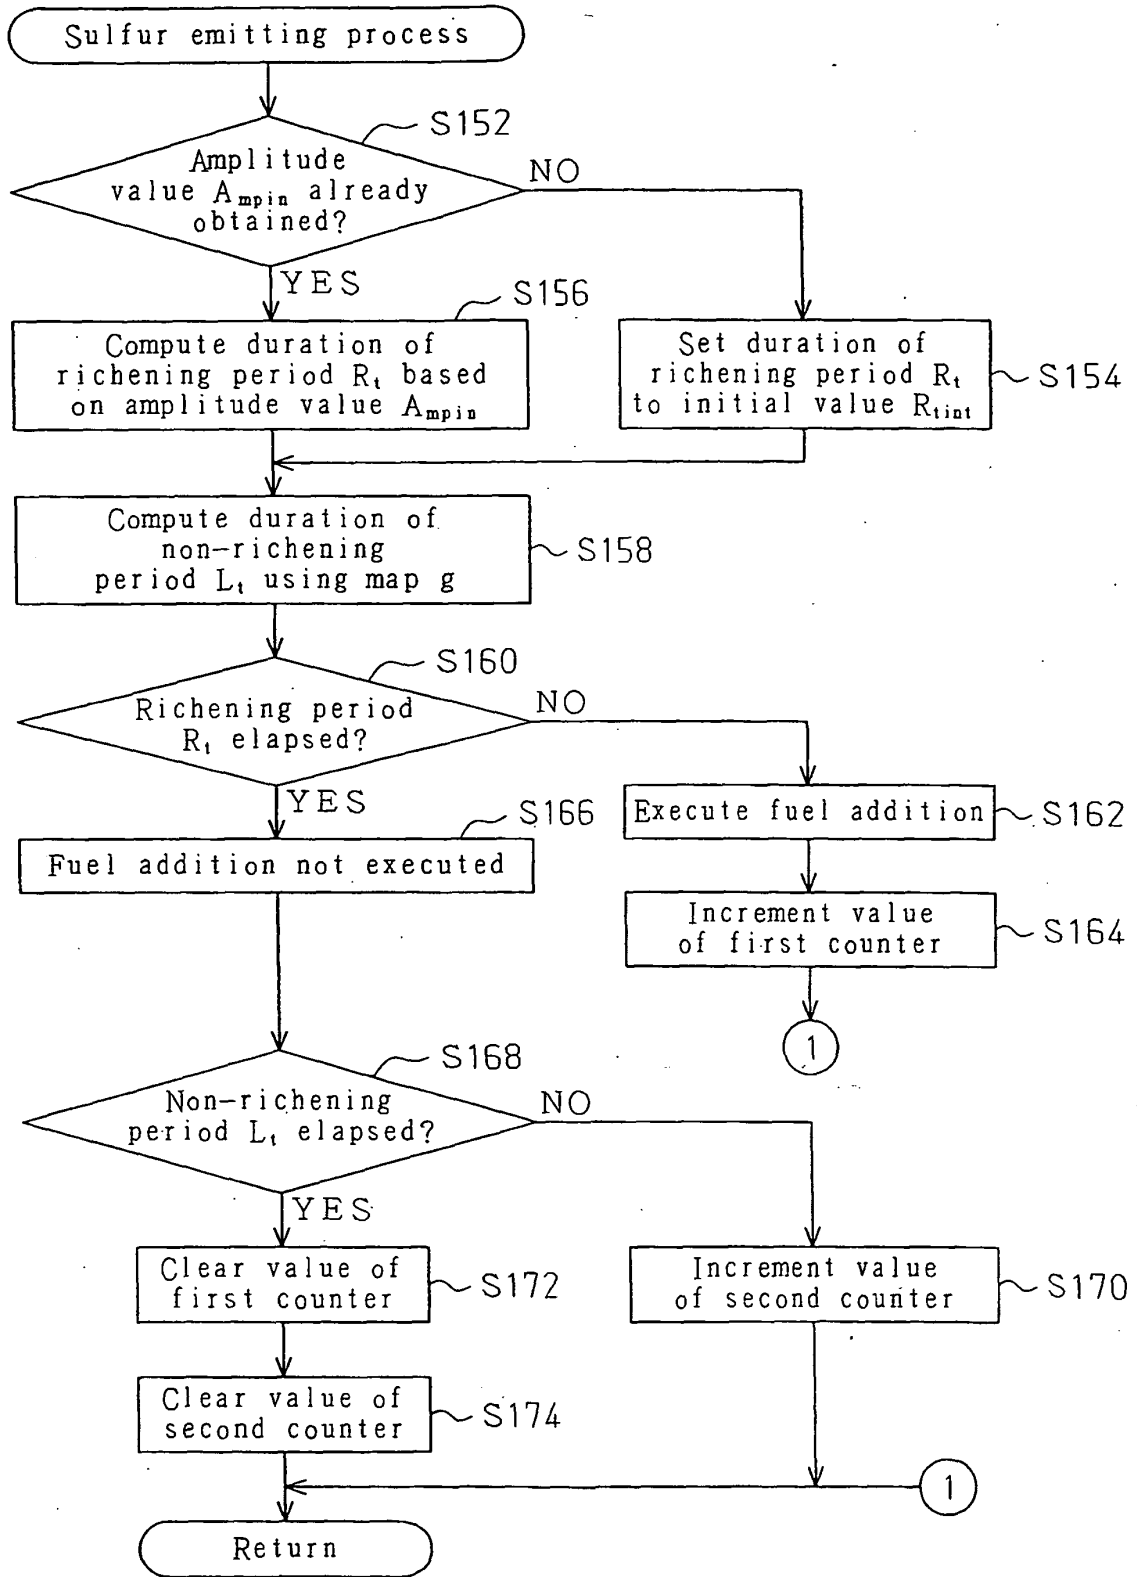 Sulfur emitting process
S152
Amplitude
value Ampin already
obtained?
NO
YES
S156
Compute duration of
richening period Rt based
on amplitude value Ampin
Set duration of
richening period Rt
to initial value Rtint
S154
Compute duration of
non-richening
period Lt using map g
S158
S160
Richening period
Rt elapsed?
NO
YES
S166
Fuel addition not executed
Execute fuel addition
S162
Increment value
of first counter
S164
1
S168
Non-richening
period Lt elapsed?
NO
YES
Clear value of
first counter
S172
Increment value
of second counter
S170
Clear value of
second counter
S174
1
Return